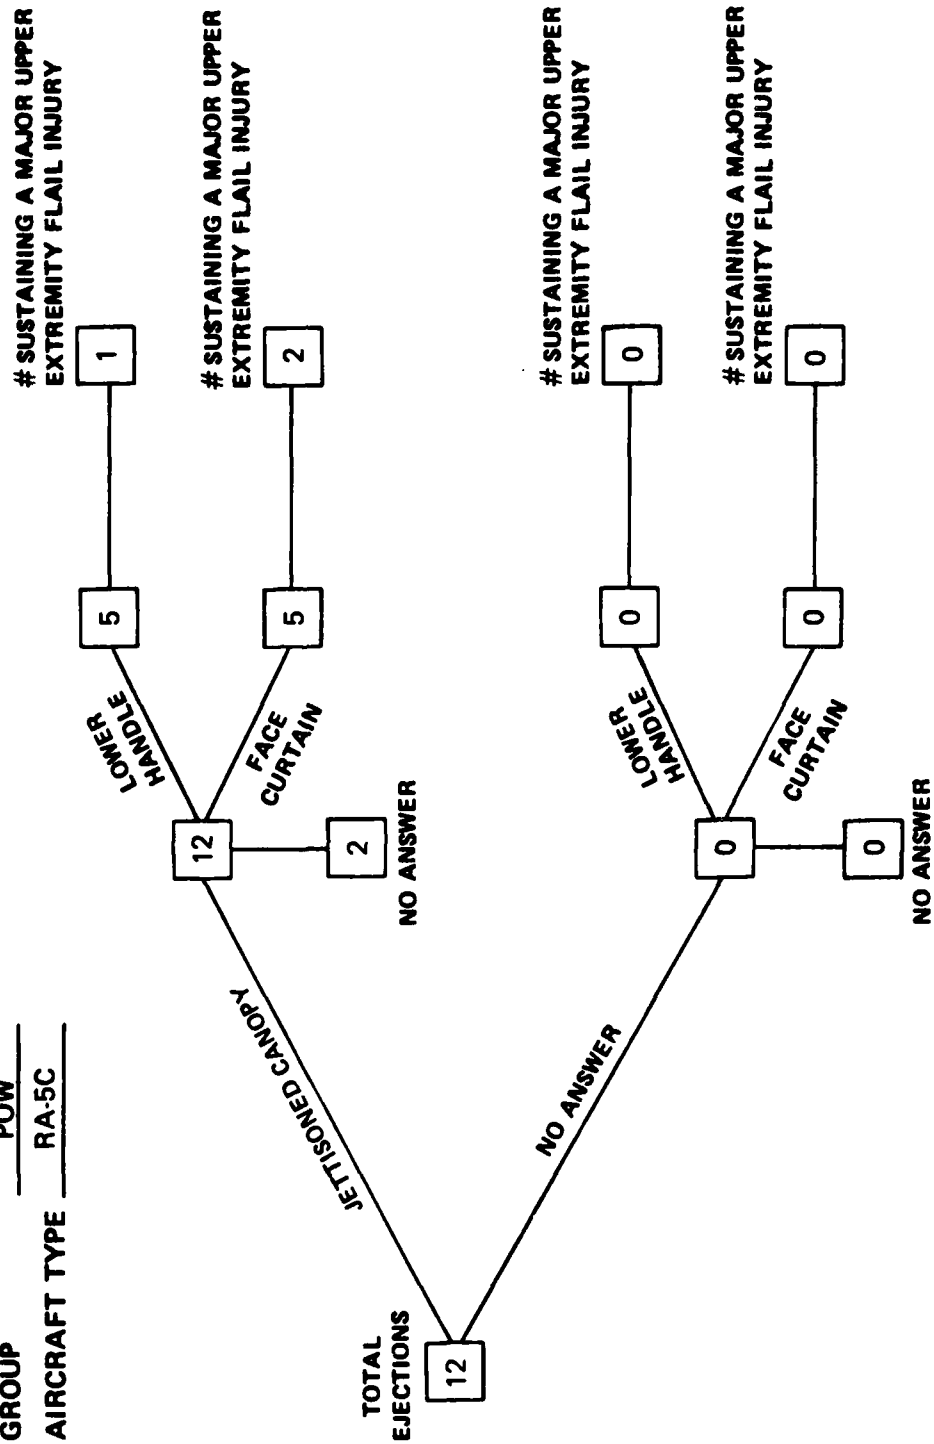 GROUP POW
AIRCRAFT TYPE RA-5C
# SUSTAINING A MAJOR UPPER
EXTREMITY FLAIL INJURY
1
5
LOWER
HANDLE
# SUSTAINING A MAJOR UPPER
EXTREMITY FLAIL INJURY
2
5
FACE
CURTAIN
12
2
NO ANSWER
JETTISONED CANOPY
TOTAL
EJECTIONS
12
NO ANSWER
# SUSTAINING A MAJOR UPPER
EXTREMITY FLAIL INJURY
0
0
LOWER
HANDLE
# SUSTAINING A MAJOR UPPER
EXTREMITY FLAIL INJURY
0
0
FACE
CURTAIN
0
0
NO ANSWER